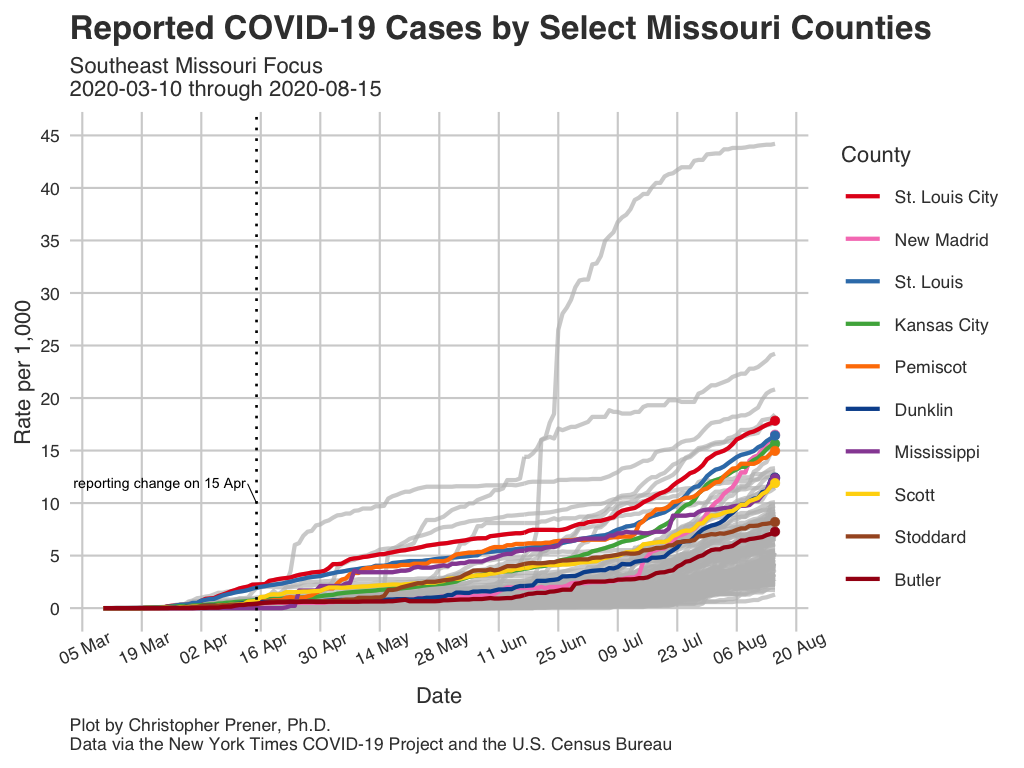 Reported COVID-19 Cases by Select Missouri Counties
Southeast Missouri Focus
2020-03-10 through 2020-08-15
45
40
35
30
25
20
15
10
5
0
Rate per 1,000
reporting change on 15 Apr
05 Mar
19 Mar
02 Apr
16 Apr
30 Apr
14 May
28 May
11 Jun
25 Jun
09 Jul
23 Jul
06 Aug
20 Aug
Date
County
St. Louis City
New Madrid
St. Louis
Kansas City
Pemiscot
Dunklin
Mississippi
Scott
Stoddard
Butler
Plot by Christopher Prener, Ph.D.
Data via the New York Times COVID-19 Project and the U.S. Census Bureau